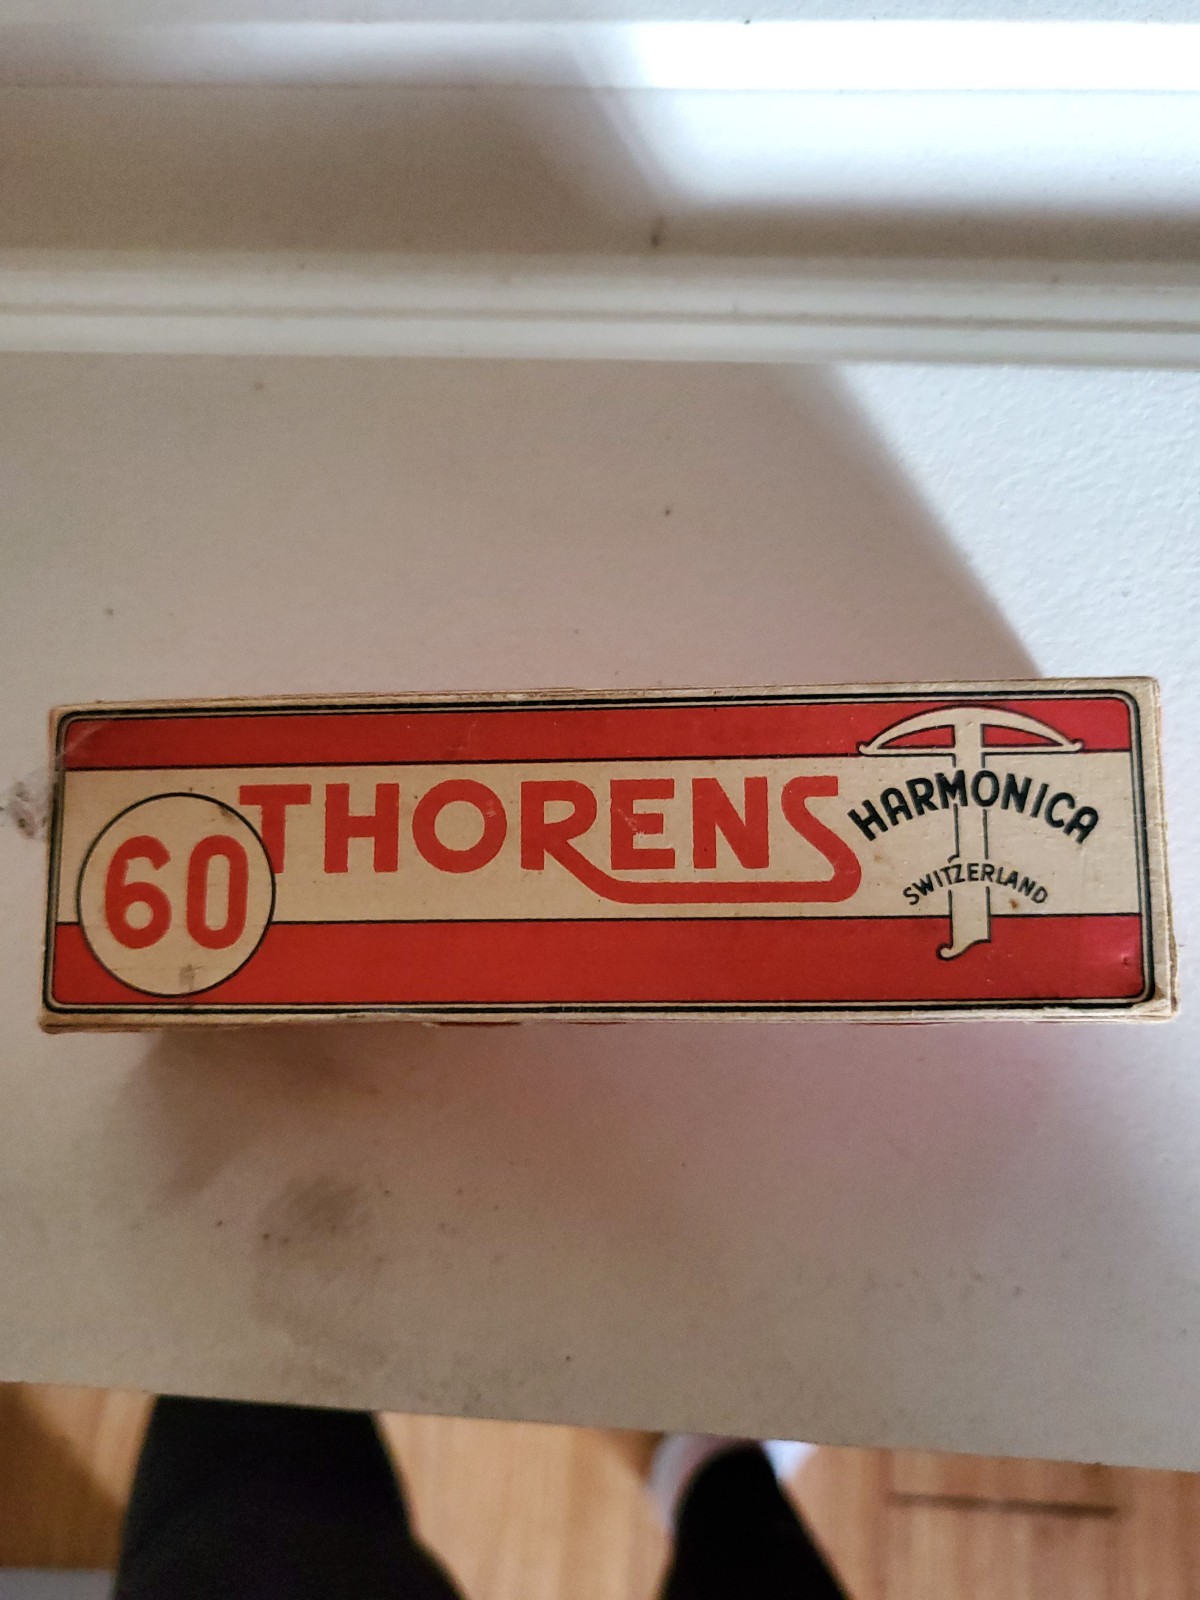 60
THORENS
HARMONICA
SWITZERLAND